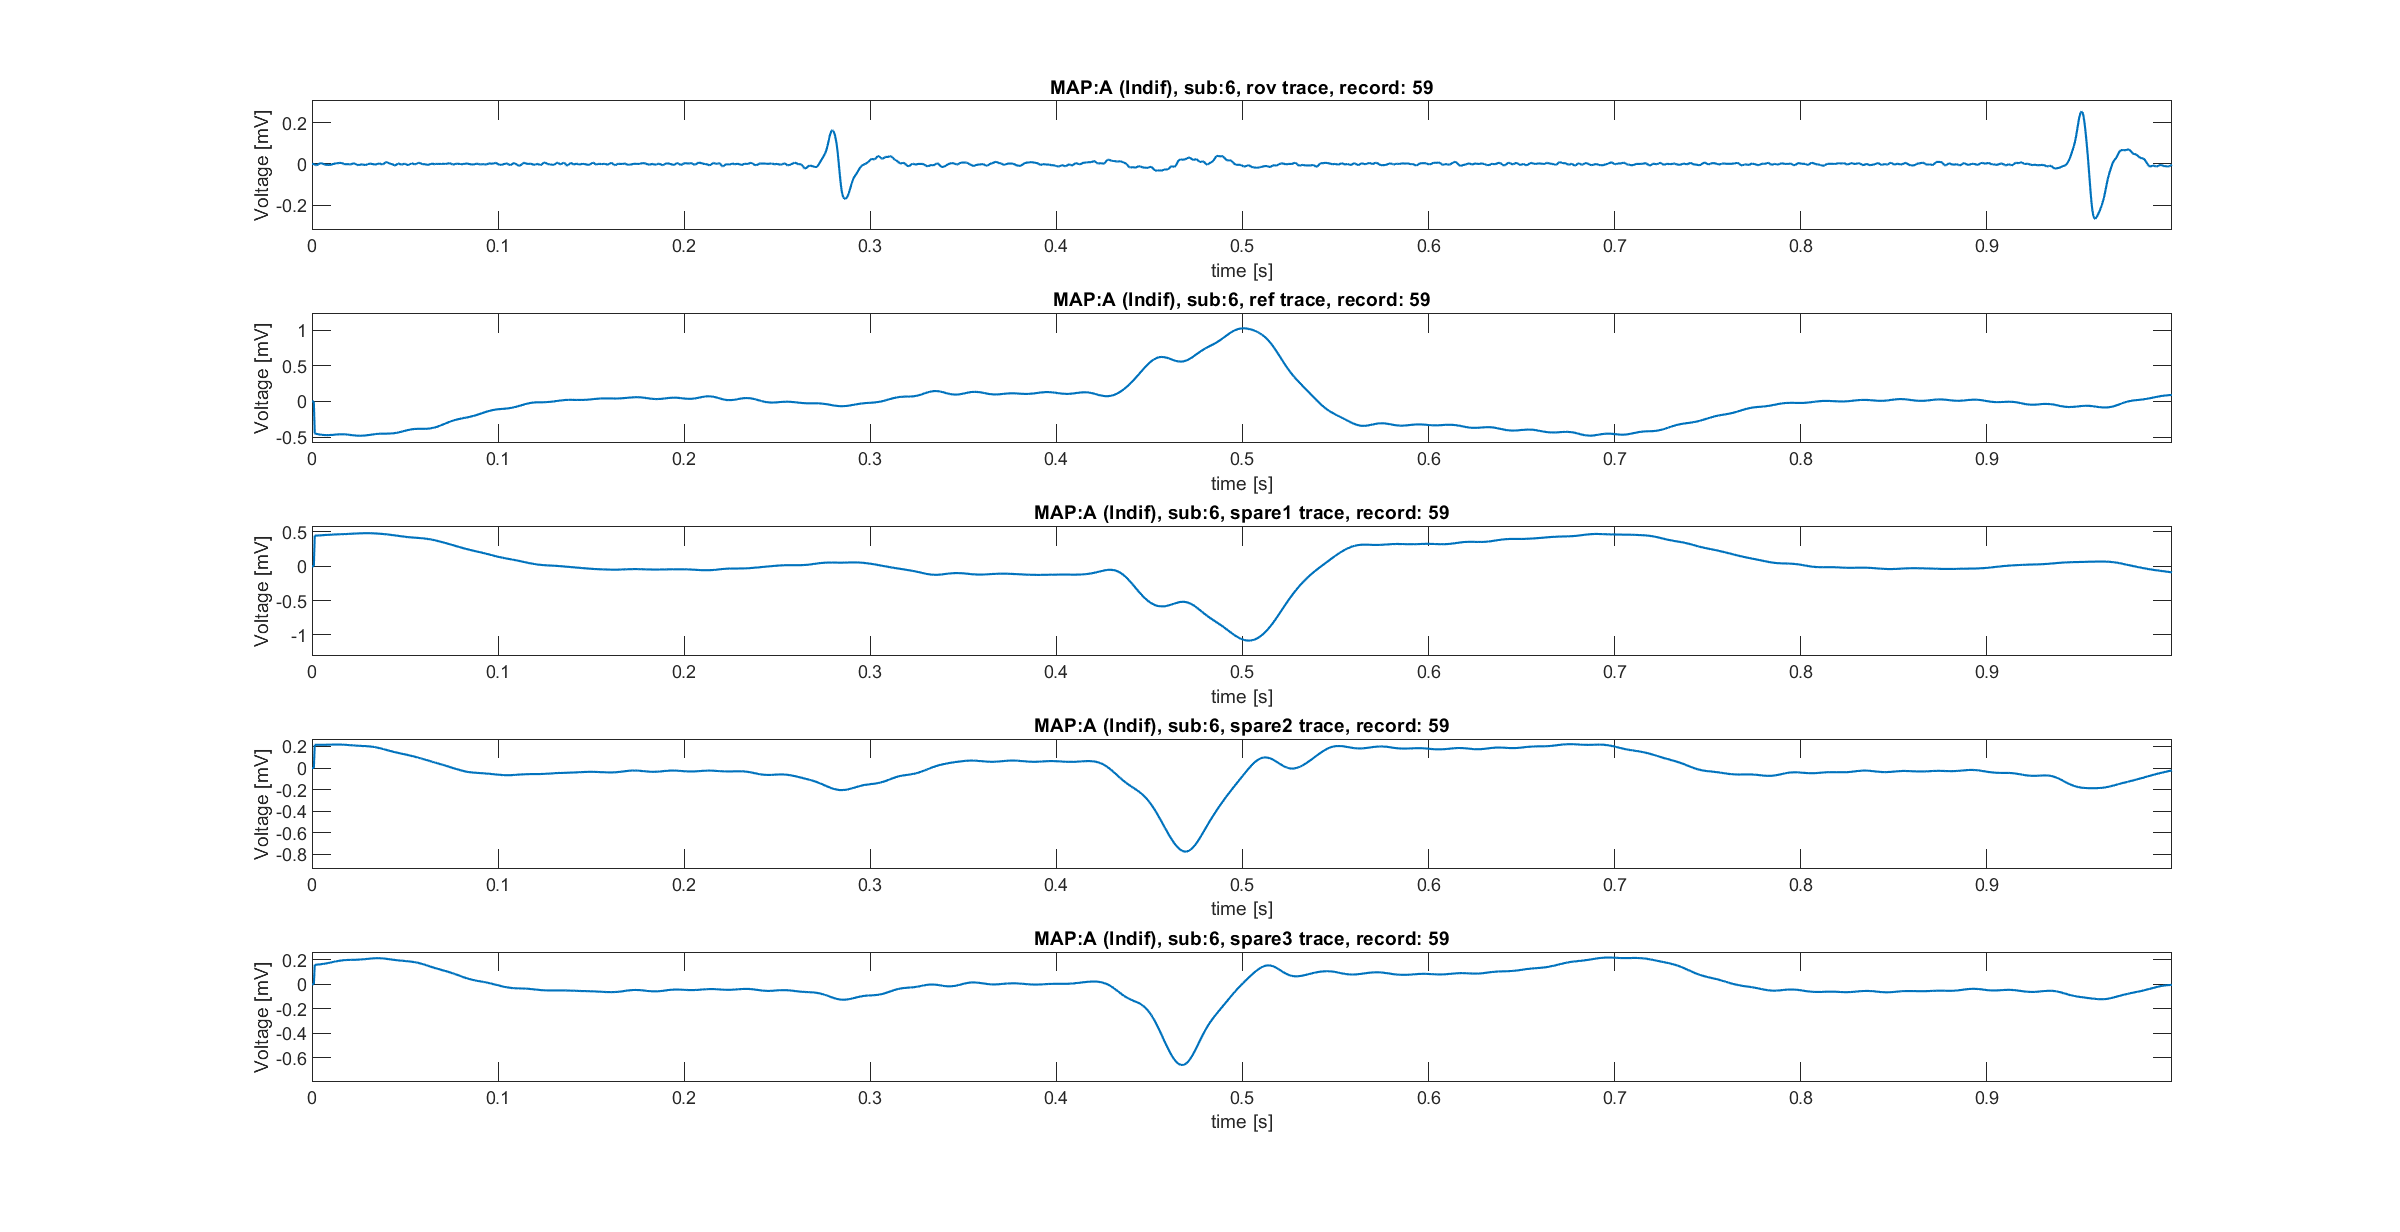 MAP:A (Indif), sub:6, rov trace, record: 59
Voltage [mV]
0.2
0
-0.2
0 0.1 0.2 0.3 0.4 0.5 0.6 0.7 0.8 0.9
time [s]
MAP:A (Indif), sub:6, ref trace, record: 59
Voltage [mV]
1
0.5
0
-0.5
0 0.1 0.2 0.3 0.4 0.5 0.6 0.7 0.8 0.9
time [s]
MAP:A (Indif), sub:6, spare1 trace, record: 59
Voltage [mV]
0.5
0
-0.5
-1
0 0.1 0.2 0.3 0.4 0.5 0.6 0.7 0.8 0.9
time [s]
MAP:A (Indif), sub:6, spare2 trace, record: 59
Voltage [mV]
0.2
0
-0.2
-0.4
-0.6
-0.8
0 0.1 0.2 0.3 0.4 0.5 0.6 0.7 0.8 0.9
time [s]
MAP:A (Indif), sub:6, spare3 trace, record: 59
Voltage [mV]
0.2
0
-0.2
-0.4
-0.6
0 0.1 0.2 0.3 0.4 0.5 0.6 0.7 0.8 0.9
time [s]